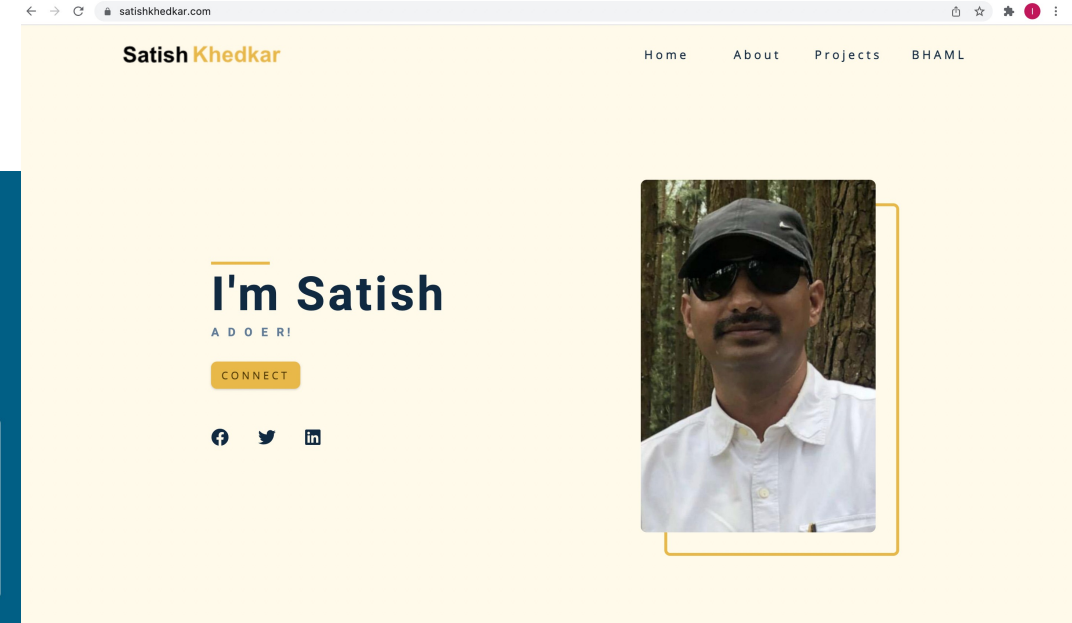 satishkhedkar.com
Satish Khedkar
Home About Projects BHAML
I'm Satish
A DOER!
CONNECT